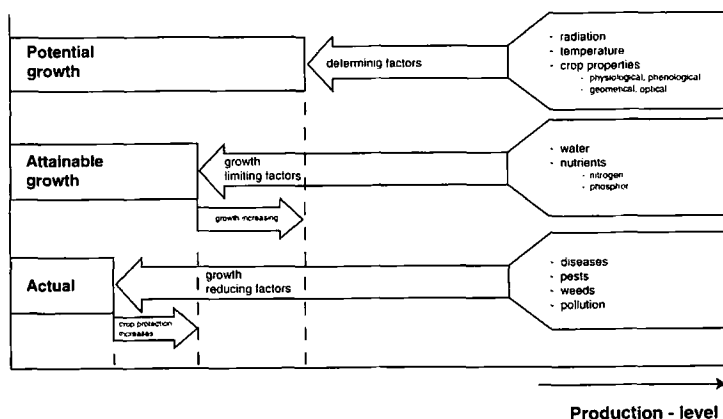 Potential
growth
determinig factors
- radiation
- temperature
- crop properties
- physiological, phenological
- geometrical, optical
Attainable
growth
growth
limiting factors
- water
- nutrients
- nitrogen
- phosphor
growth increasing
Actual
growth
reducing factors
- diseases
- pests
- weeds
- pollution
crop protection
increases
Production - level